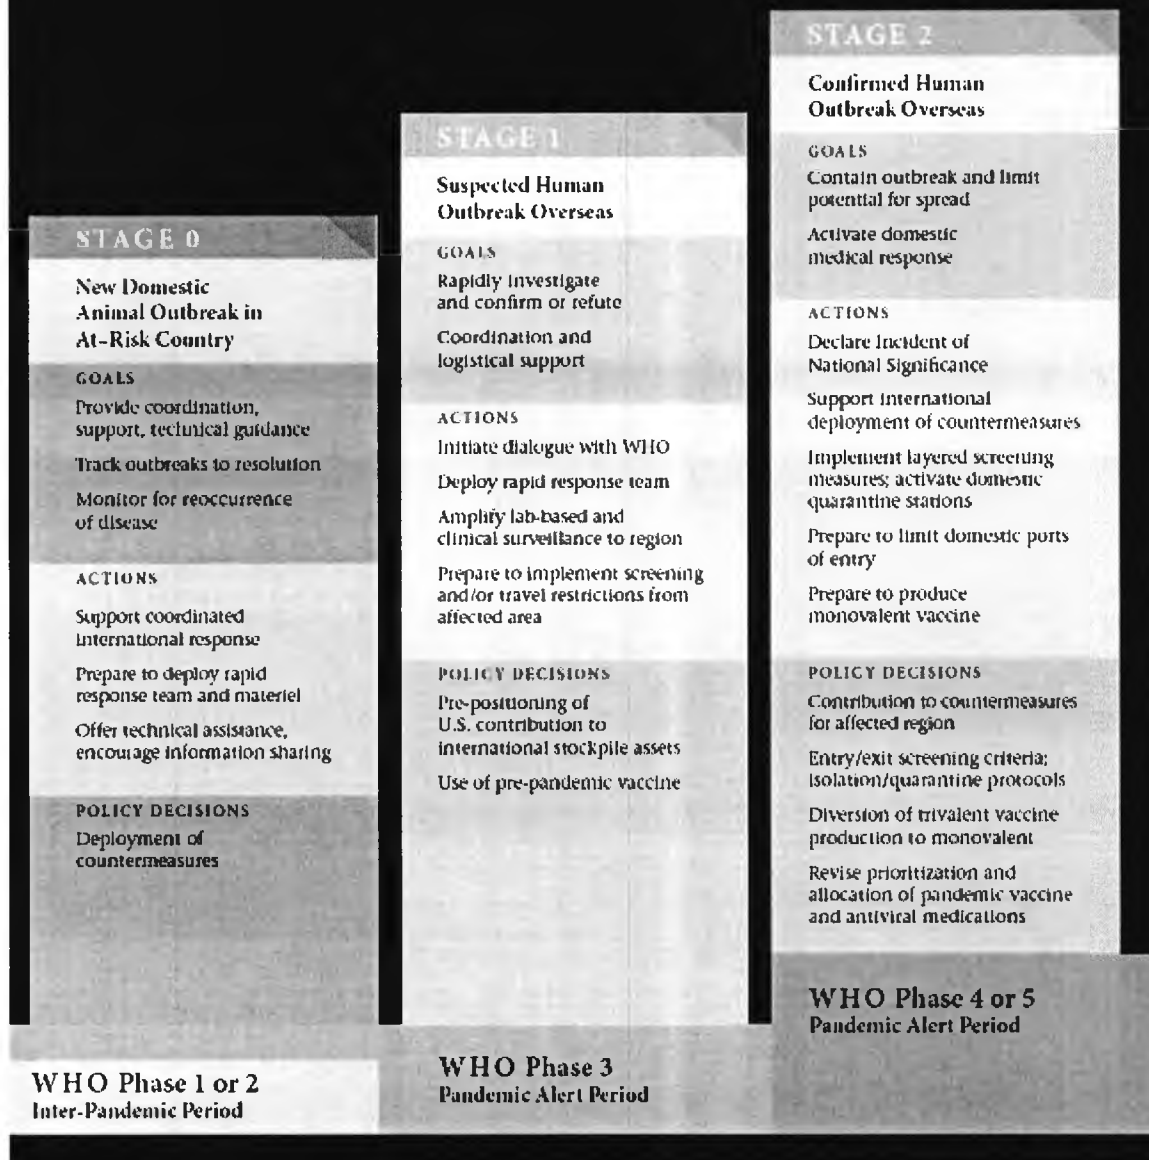 STAGE 0
New Domestic
Animal Outbreak in
At-Risk Country
GOALS
Provide coordination,
support, technical guidance
Track outbreaks to resolution
Monitor for reoccurrence
of disease
ACTIONS
Support coordinated
international response
Prepare to deploy rapid
response team and materiel
Offer technical assistance,
encourage information sharing
POLICY DECISIONS
Deployment of
countermeasures
WHO Phase 1 or 2
Inter-Pandemic Period
STAGE 1
Suspected Human
Outbreak Overseas
GOALS
Rapidly investigate
and confirm or refute
Coordination and
logistical support
ACTIONS
Initiate dialogue with WHO
Deploy rapid response team
Amplify lab-based and
clinical surveillance to region
Prepare to implement screening
and/or travel restrictions from
affected area
POLICY DECISIONS
Pre-positioning of
U.S. contribution to
international stockpile assets
Use of pre-pandemic vaccine
WHO Phase 3
Pandemic Alert Period
STAGE 2
Confirmed Human
Outbreak Overseas
GOALS
Contain outbreak and limit
potential for spread
Activate domestic
medical response
ACTIONS
Declare Incident of
National Significance
Support international
deployment of countermeasures
Implement layered screening
measures; activate domestic
quarantine stations
Prepare to limit domestic ports
of entry
Prepare to produce
monovalent vaccine
POLICY DECISIONS
Contribution to countermeasures
for affected region
Entry/exit screening criteria;
isolation/quarantine protocols
Diversion of trivalent vaccine
production to monovalent
Revise prioritization and
allocation of pandemic vaccine
and antiviral medications
WHO Phase 4 or 5
Pandemic Alert Period